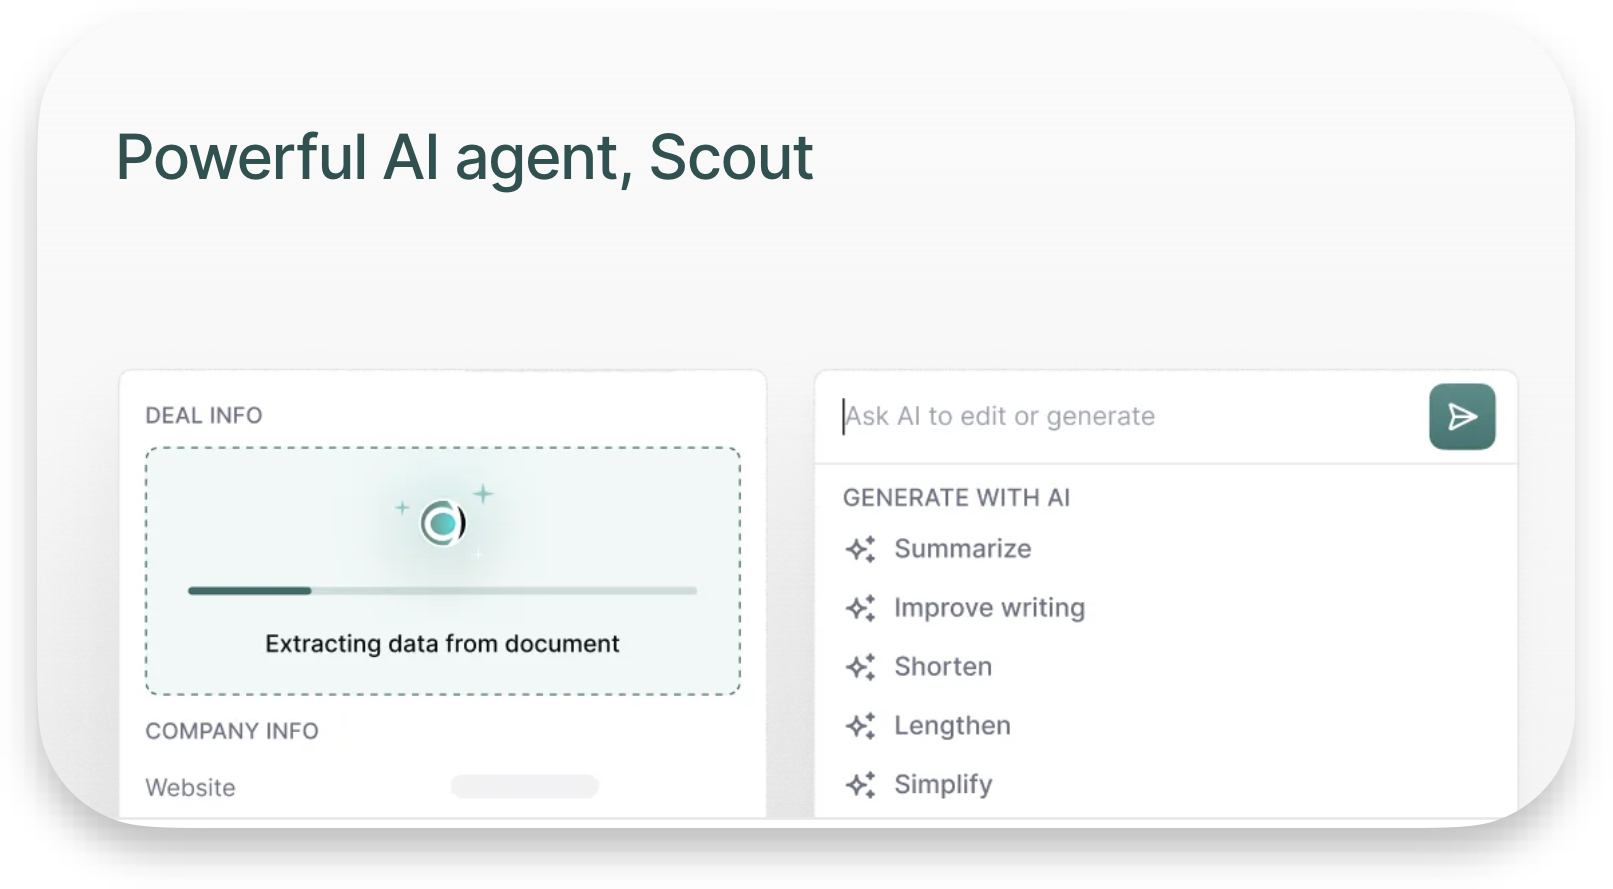 Powerful AI agent, Scout
DEAL INFO
Extracting data from document
COMPANY INFO
Website
Ask AI to edit or generate
GENERATE WITH AI
Summarize
Improve writing
Shorten
Lengthen
Simplify